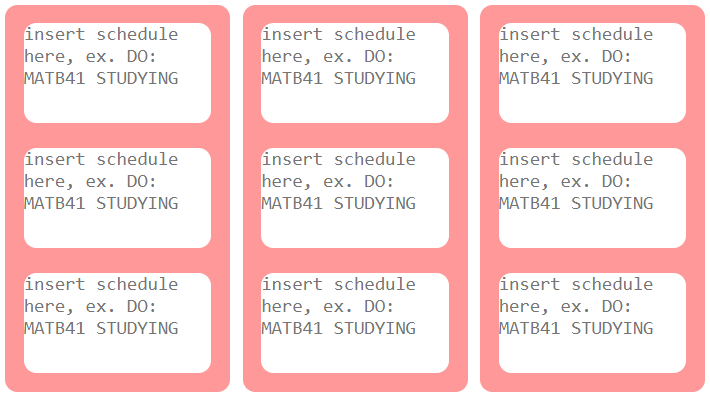 insert schedule
here, ex. DO:
MATB41 STUDYING
insert schedule
here, ex. DO:
MATB41 STUDYING
insert schedule
here, ex. DO:
MATB41 STUDYING
insert schedule
here, ex. DO:
MATB41 STUDYING
insert schedule
here, ex. DO:
MATB41 STUDYING
insert schedule
here, ex. DO:
MATB41 STUDYING
insert schedule
here, ex. DO:
MATB41 STUDYING
insert schedule
here, ex. DO:
MATB41 STUDYING
insert schedule
here, ex. DO:
MATB41 STUDYING